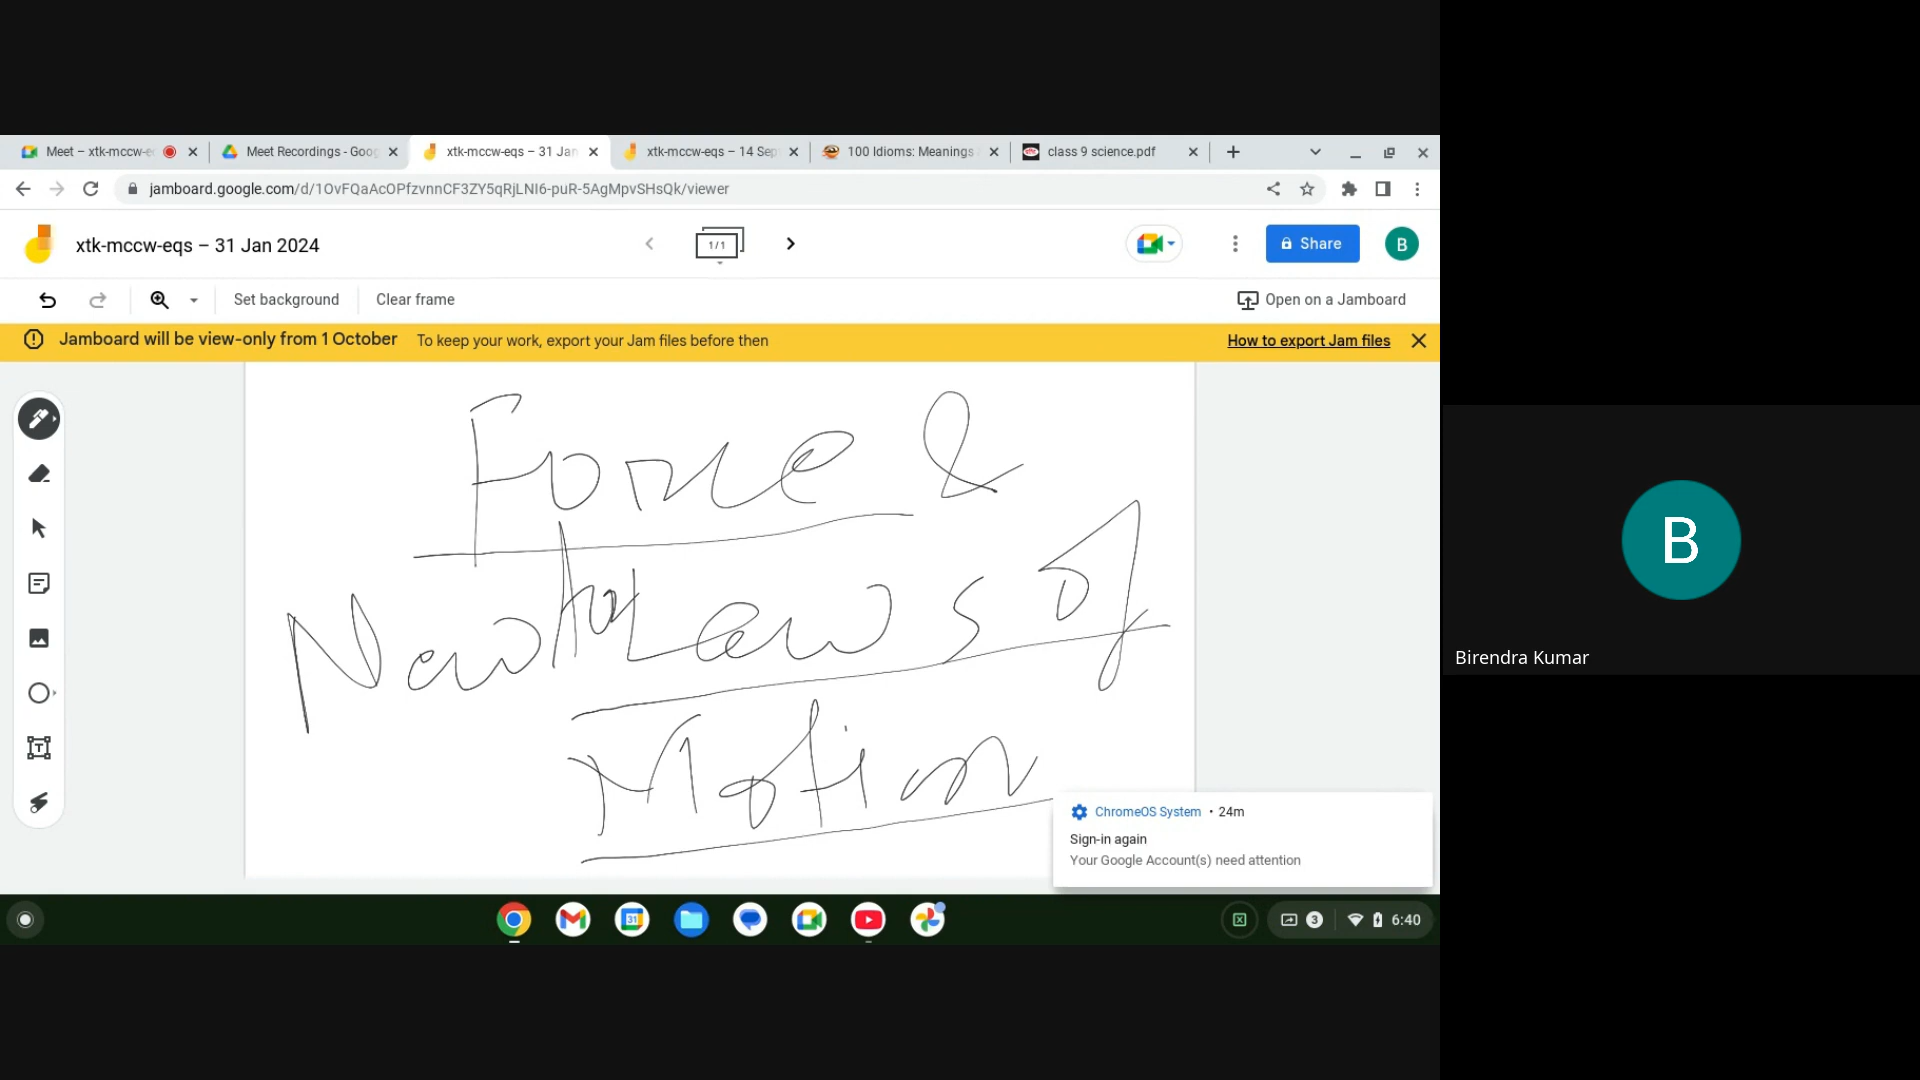 Meet – xtk-mccw-e
Meet Recordings - Goog
xtk-mccw-eqs – 31 Jan
xtk-mccw-eqs – 14 Sep
100 Idioms: Meanings
class 9 science.pdf
jamboard.google.com/d/1OvFQaAcOPfzvnnCF3ZY5qRjLNI6-puR-5AgMpvSHsQk/viewer
xtk-mccw-eqs – 31 Jan 2024
1/1
Share
B
Set background
Clear frame
Open on a Jamboard
Jamboard will be view-only from 1 October To keep your work, export your Jam files before then
How to export Jam files
Force &
Newton Laws of
Motion
B
Birendra Kumar
ChromeOS System • 24m
Sign-in again
Your Google Account(s) need attention
31
3
6:40